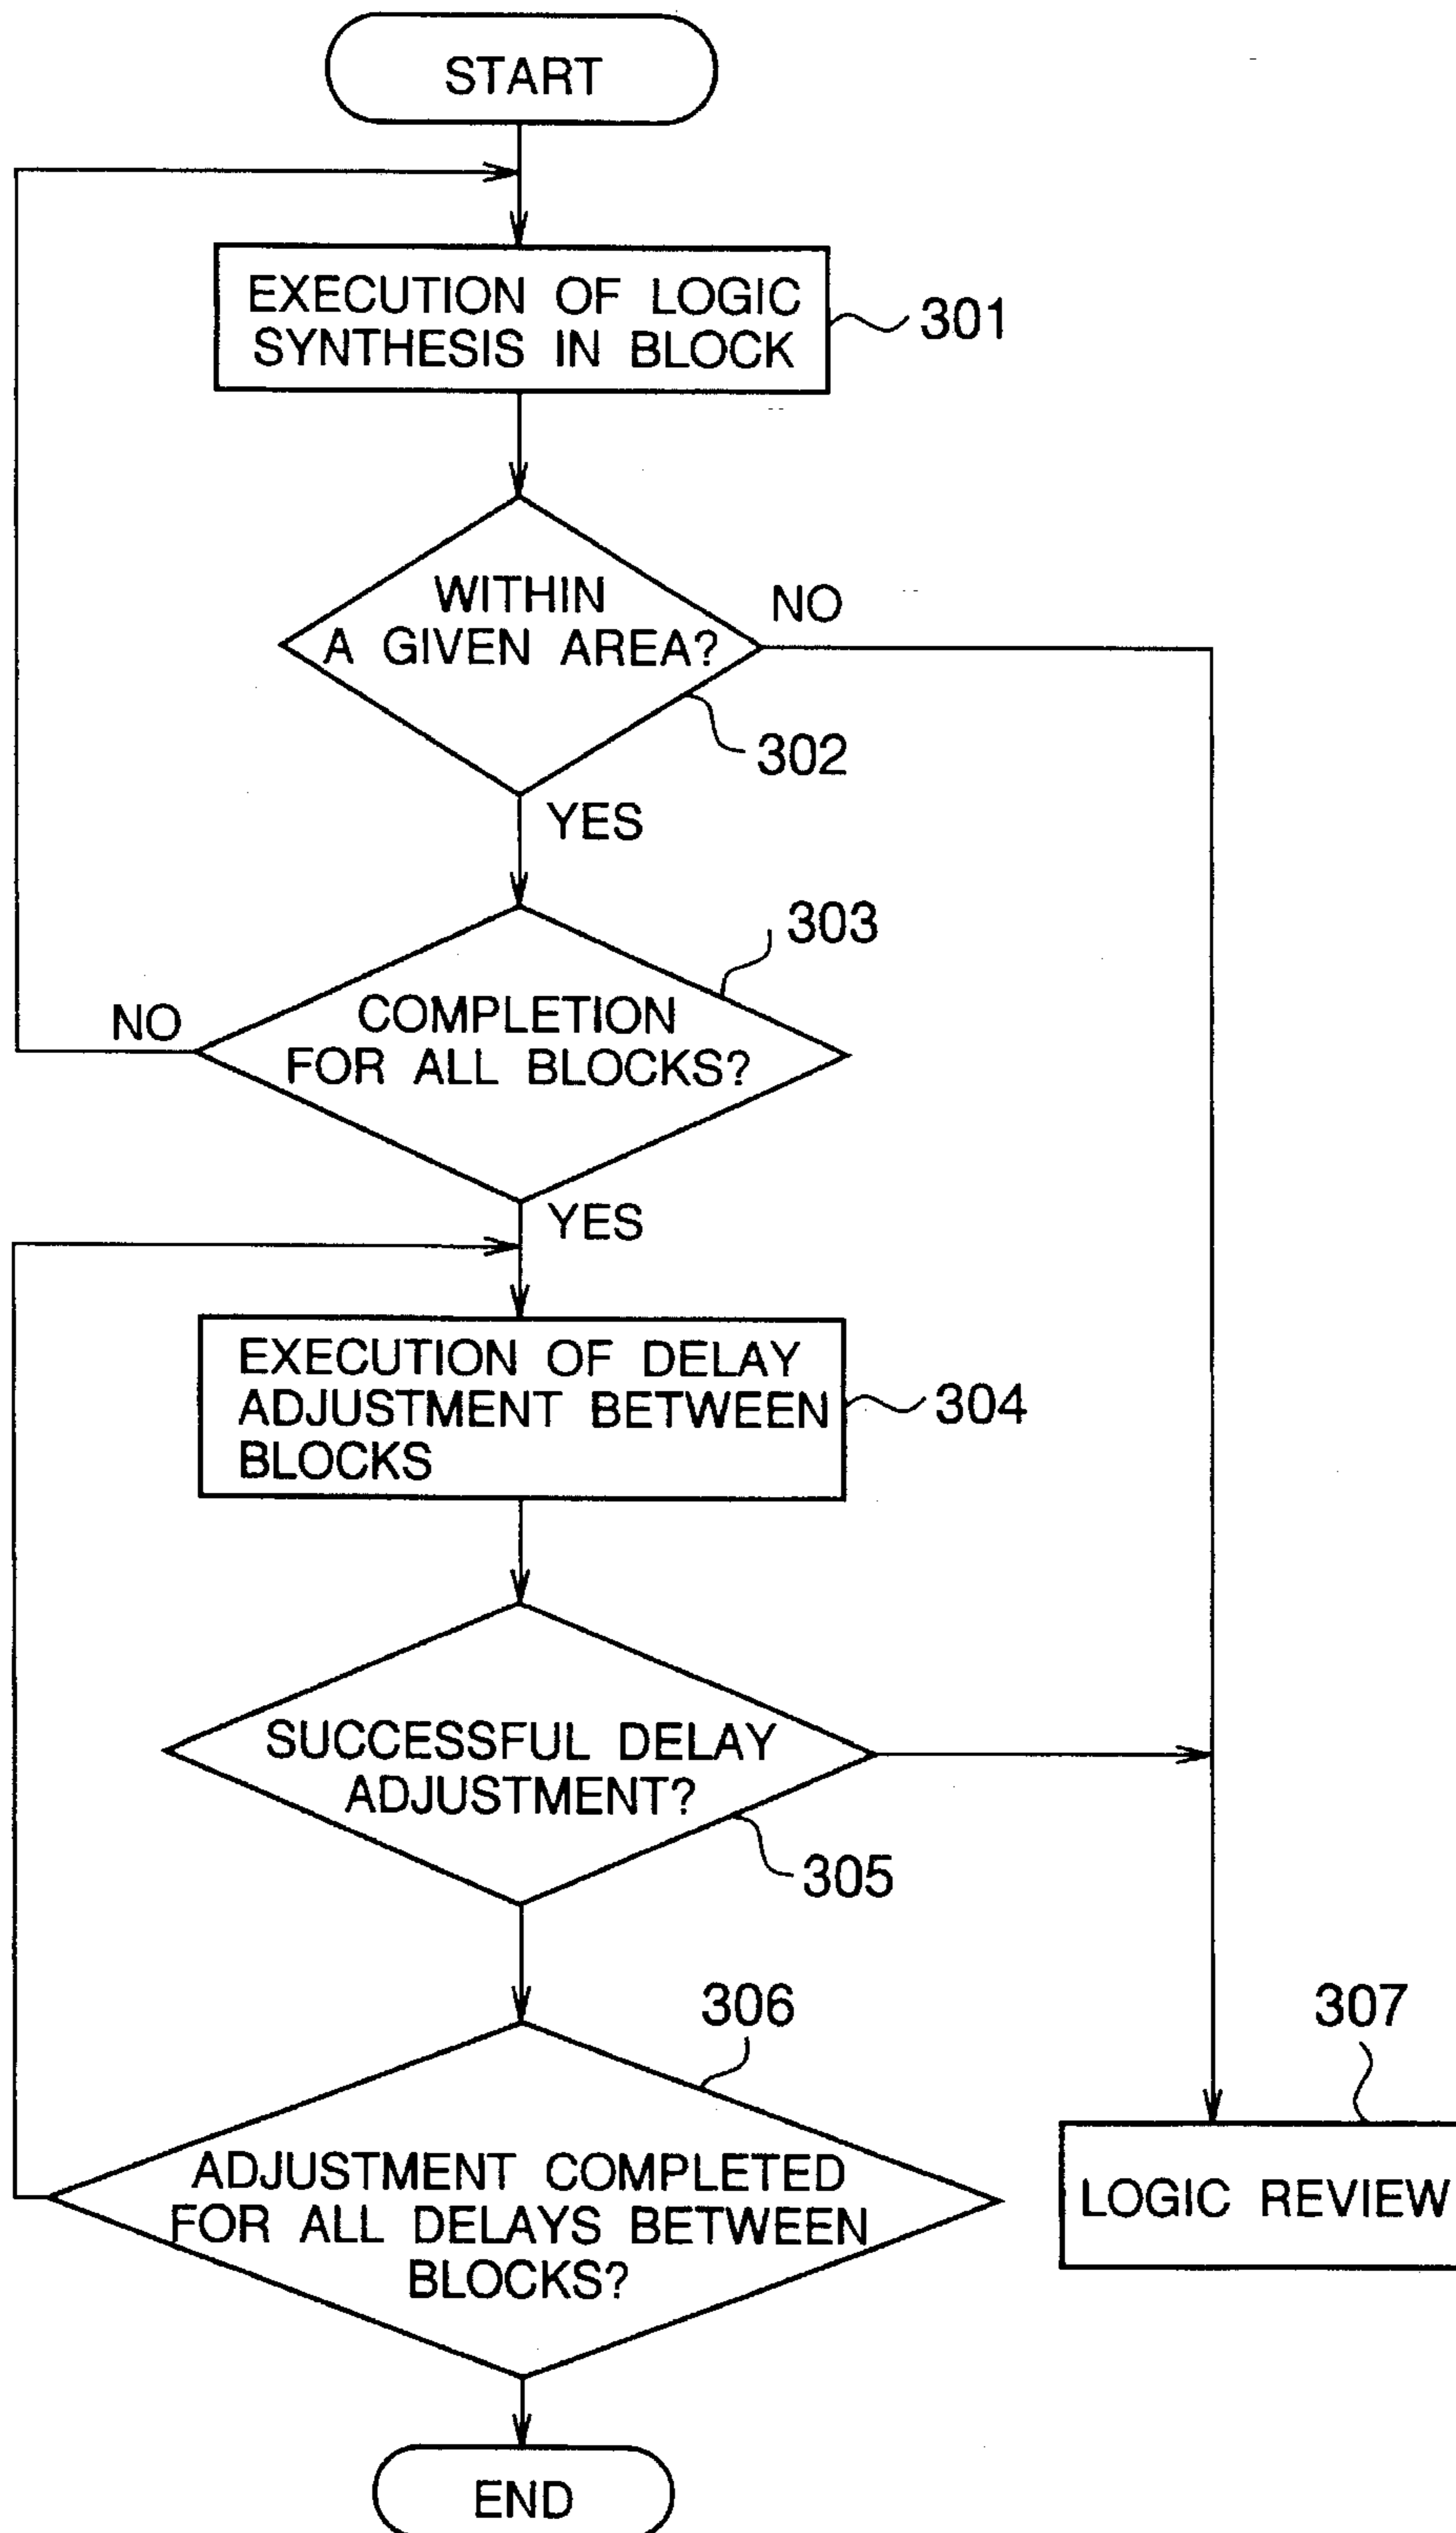 START
EXECUTION OF LOGIC
SYNTHESIS IN BLOCK
301
WITHIN
A GIVEN AREA?
NO
302
YES
303
COMPLETION
FOR ALL BLOCKS?
NO
YES
EXECUTION OF DELAY
ADJUSTMENT BETWEEN
BLOCKS
304
SUCCESSFUL DELAY
ADJUSTMENT?
305
306
307
ADJUSTMENT COMPLETED
FOR ALL DELAYS BETWEEN
BLOCKS?
LOGIC REVIEW
END